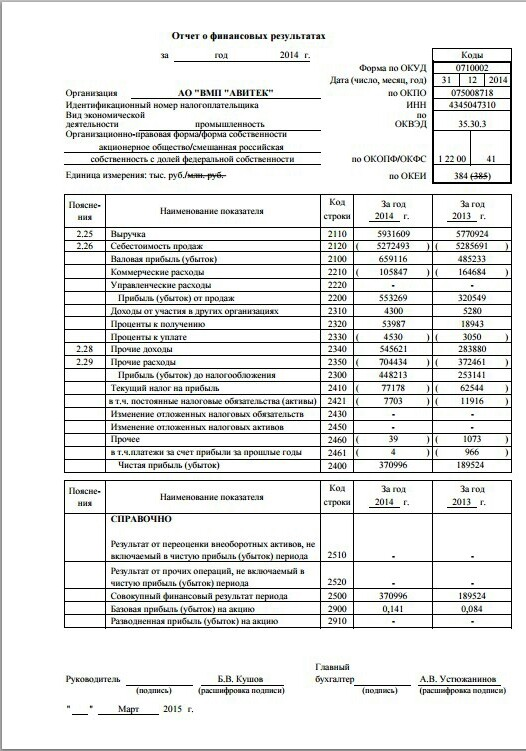 Отчет о финансовых результатах
за год 2014 г.
Коды
Форма по ОКУД 0710002
Дата (число, месяц, год) 31 12 2014
Организация АО "ВМП "АВИТЕК" по ОКПО 075008718
Идентификационный номер налогоплательщика ИНН 4345047310
Вид экономической
деятельности промышленность по ОКВЭД 35.30.3
Организационно-правовая форма/форма собственности
акционерное общество/смешанная российская
собственность с долей федеральной собственности по ОКОПФ/ОКФС 1 22 00 41
Единица измерения: тыс. руб./млн. руб. по ОКЕИ 384 (385)
Поясне-ния Наименование показателя Код строки За год 2014 г. За год 2013 г.
2.25 Выручка 2110 5931609 5770924
2.26 Себестоимость продаж 2120 ( 5272493 ) ( 5285691 )
Валовая прибыль (убыток) 2100 659116 485233
Коммерческие расходы 2210 ( 105847 ) ( 164684 )
Управленческие расходы 2220 - -
Прибыль (убыток) от продаж 2200 553269 320549
Доходы от участия в других организациях 2310 4300 5280
Проценты к получению 2320 53987 18943
Проценты к уплате 2330 ( 4530 ) ( 3050 )
2.28 Прочие доходы 2340 545621 283880
2.29 Прочие расходы 2350 ( 704434 ) ( 372461 )
Прибыль (убыток) до налогообложения 2300 448213 253141
Текущий налог на прибыль 2410 ( 77178 ) ( 62544 )
в т.ч. постоянные налоговые обязательства (активы) 2421 ( 7703 ) ( 11916 )
Изменение отложенных налоговых обязательств 2430 - -
Изменение отложенных налоговых активов 2450 - -
Прочее 2460 ( 39 ) ( 1073 )
в т.ч.платежи за счет прибыли за прошлые годы 2461 ( 4 ) ( 966 )
Чистая прибыль (убыток) 2400 370996 189524
Поясне-ния Наименование показателя Код строки За год 2014 г. За год 2013 г.
СПРАВОЧНО
Результат от переоценки внеоборотных активов, не
включаемый в чистую прибыль (убыток) периода 2510 - -
Результат от прочих операций, не включаемый в
чистую прибыль (убыток) периода 2520 - -
Совокупный финансовый результат периода 2500 370996 189524
Базовая прибыль (убыток) на акцию 2900 0,141 0,084
Разводненная прибыль (убыток) на акцию 2910 - -
Руководитель Б.В. Кушов Главный бухгалтер А.В. Устюжанинов
(подпись) (расшифровка подписи) (подпись) (расшифровка подписи)
" " Март 2015 г.